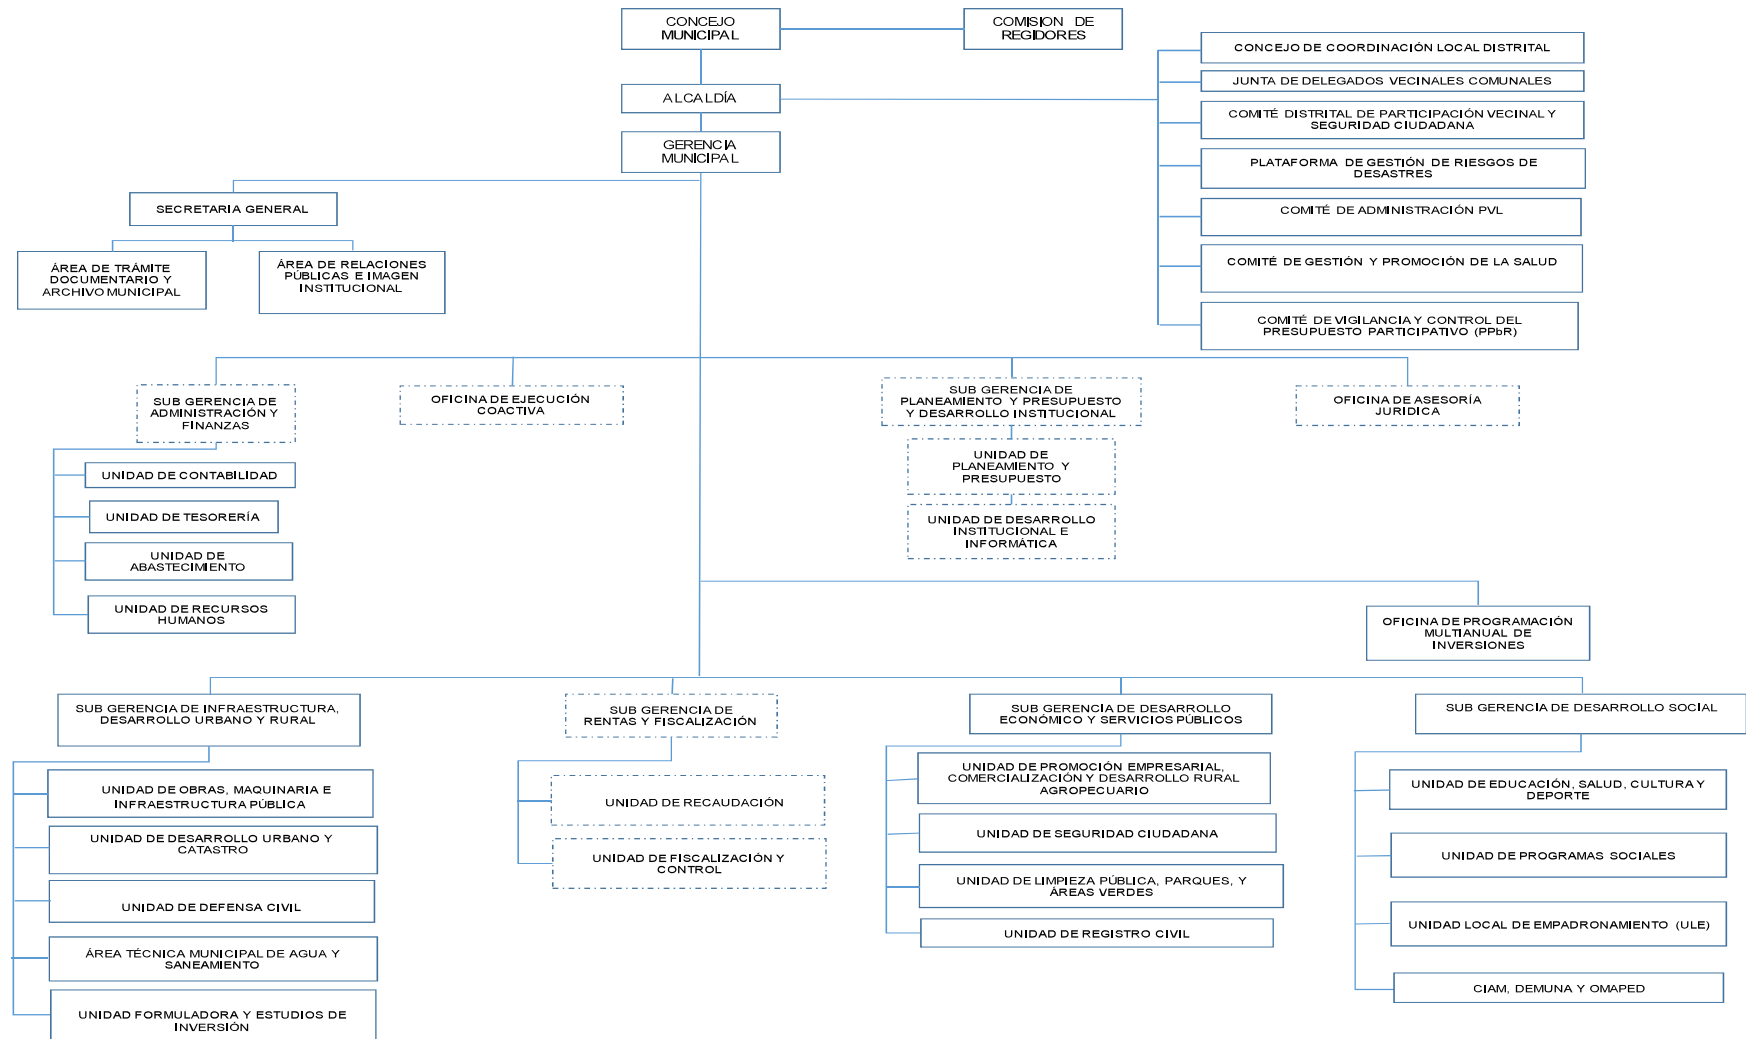 CONCEJO
MUNICIPAL
COMISION DE
REGIDORES
CONCEJO DE COORDINACIÓN LOCAL DISTRITAL
JUNTA DE DELEGADOS VECINALES COMUNALES
ALCALDÍA
COMITÉ DISTRITAL DE PARTICIPACIÓN VECINAL Y
SEGURIDAD CIUDADANA
GERENCIA
MUNICIPAL
PLATAFORMA DE GESTIÓN DE RIESGOS DE
DESASTRES
SECRETARIA GENERAL
COMITÉ DE ADMINISTRACIÓN PVL
ÁREA DE TRÁMITE
DOCUMENTARIO Y
ARCHIVO MUNICIPAL
ÁREA DE RELACIONES
PÚBLICAS E IMAGEN
INSTITUCIONAL
COMITÉ DE GESTIÓN Y PROMOCIÓN DE LA SALUD
COMITÉ DE VIGILANCIA Y CONTROL DEL
PRESUPUESTO PARTICIPATIVO (PPbR)
SUB GERENCIA DE
ADMINISTRACIÓN Y
FINANZAS
OFICINA DE EJECUCIÓN
COACTIVA
SUB GERENCIA DE
PLANEAMIENTO Y PRESUPUESTO
Y DESARROLLO INSTITUCIONAL
OFICINA DE ASESORÍA
JURIDICA
UNIDAD DE CONTABILIDAD
UNIDAD DE TESORERÍA
UNIDAD DE
ABASTECIMIENTO
UNIDAD DE RECURSOS
HUMANOS
UNIDAD DE
PLANEAMIENTO Y
PRESUPUESTO
UNIDAD DE DESARROLLO
INSTITUCIONAL E
INFORMÁTICA
OFICINA DE PROGRAMACIÓN
MULTIANUAL DE
INVERSIONES
SUB GERENCIA DE INFRAESTRUCTURA,
DESARROLLO URBANO Y RURAL
SUB GERENCIA DE
RENTAS Y FISCALIZACIÓN
SUB GERENCIA DE DESARROLLO
ECONÓMICO Y SERVICIOS PÚBLICOS
SUB GERENCIA DE DESARROLLO SOCIAL
UNIDAD DE OBRAS, MAQUINARIA E
INFRAESTRUCTURA PÚBLICA
UNIDAD DE DESARROLLO URBANO Y
CATASTRO
UNIDAD DE DEFENSA CIVIL
ÁREA TÉCNICA MUNICIPAL DE AGUA Y
SANEAMIENTO
UNIDAD FORMULADORA Y ESTUDIOS DE
INVERSIÓN
UNIDAD DE RECAUDACIÓN
UNIDAD DE FISCALIZACIÓN Y
CONTROL
UNIDAD DE PROMOCIÓN EMPRESARIAL,
COMERCIALIZACIÓN Y DESARROLLO RURAL
AGROPECUARIO
UNIDAD DE SEGURIDAD CIUDADANA
UNIDAD DE LIMPIEZA PÚBLICA, PARQUES, Y
ÁREAS VERDES
UNIDAD DE REGISTRO CIVIL
UNIDAD DE EDUCACIÓN, SALUD, CULTURA Y
DEPORTE
UNIDAD DE PROGRAMAS SOCIALES
UNIDAD LOCAL DE EMPADRONAMIENTO (ULE)
CIAM, DEMUNA Y OMAPED